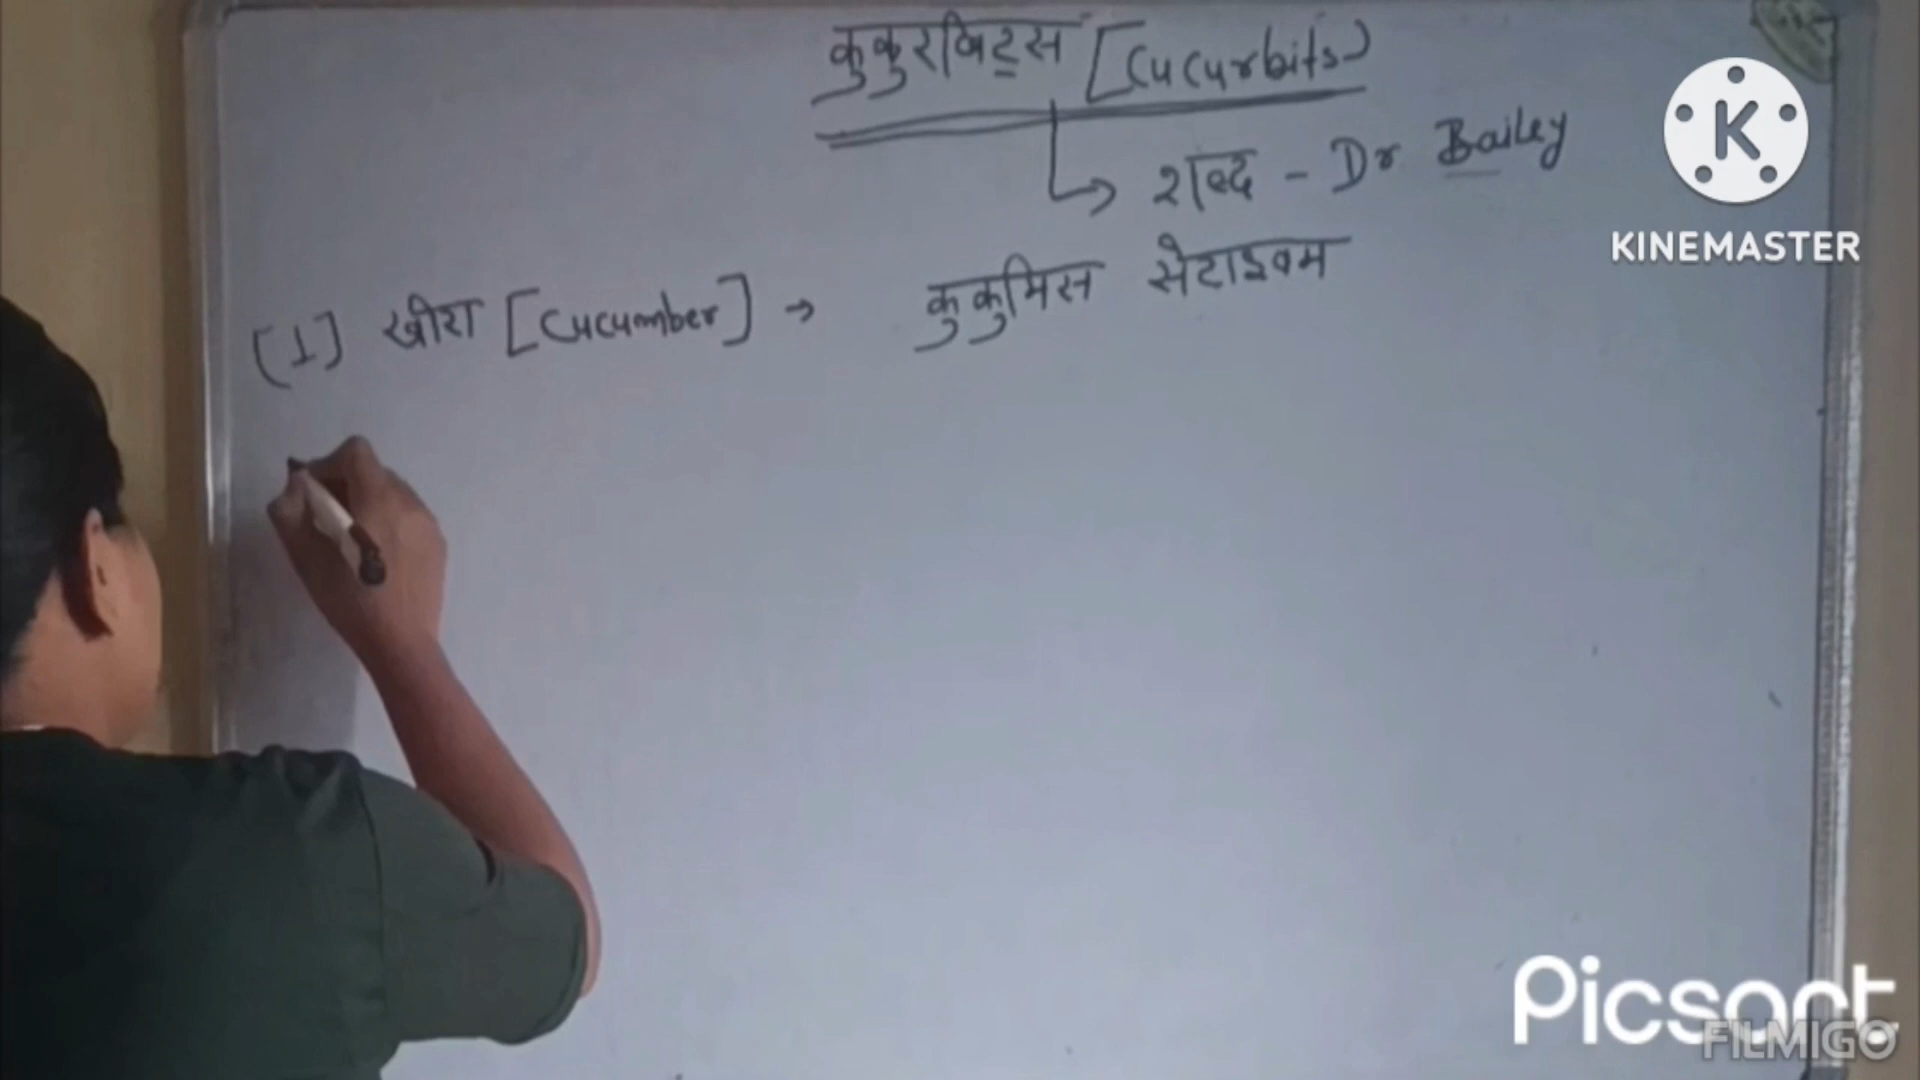 कुकुरबिट्स [Cucurbits)
→ शब्द - Dr Bailey
(1) खीरा [Cucumber] → कुकुमिस सेटाइवम
K
KINEMASTER
Picsart
FILMIGO